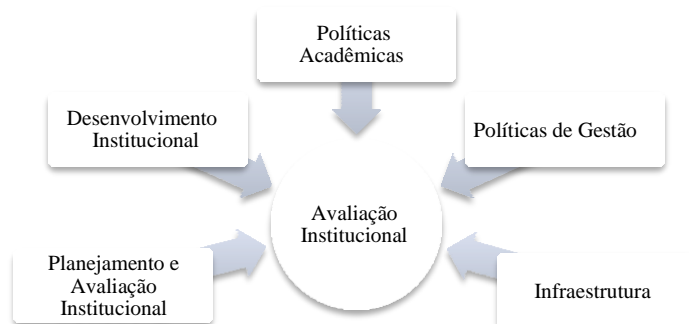 Políticas
Acadêmicas
Desenvolvimento
Institucional
Políticas de Gestão
Avaliação
Institucional
Planejamento e
Avaliação
Institucional
Infraestrutura